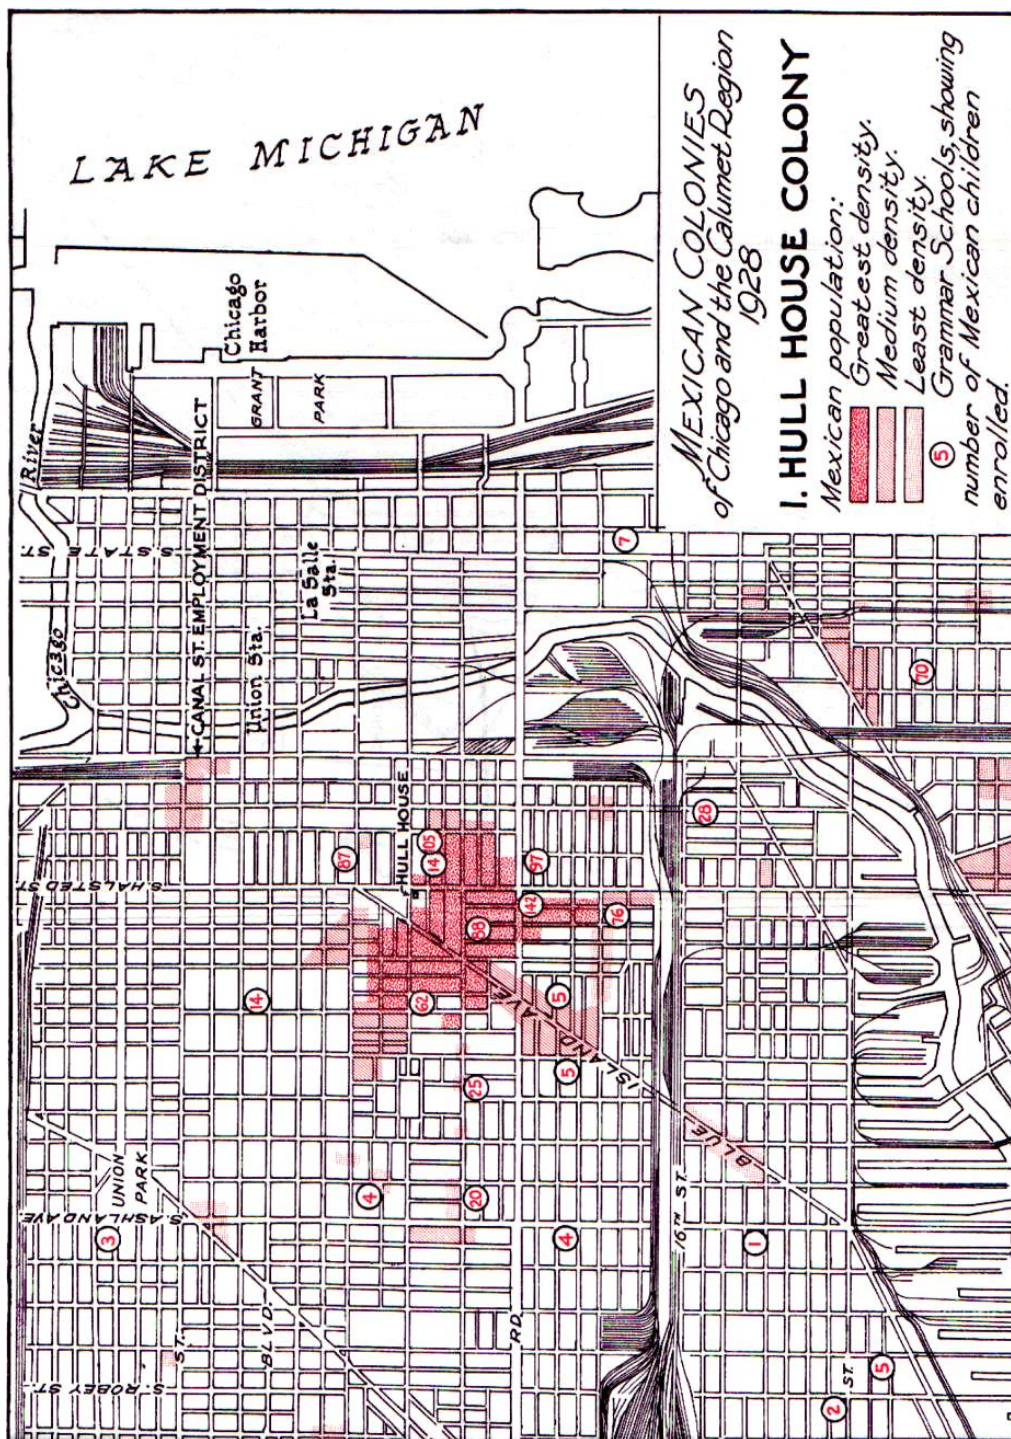 LAKE MICHIGAN
Chicago
Harbor
GRANT
PARK
River
Chicago
S. STATE ST.
←CANAL ST. EMPLOYMENT DISTRICT
Union Sta.
La Salle
Sta.
HULL HOUSE.
S. HALSTED ST.
BLUE ISLAND AVE.
UNION
PARK
S. ASHLAND AVE.
S. ROBEY ST.
ST.
BLVD.
RD.
16TH ST.
ST.
7
70
28
87
14
97
142
76
88
62
14
5
5
25
4
20
4
3
1
2
5
MEXICAN COLONIES
of Chicago and the Calumet Region
1928
I. HULL HOUSE COLONY
Mexican population:
Greatest density.
Medium density.
Least density.
5 Grammar Schools, showing
number of Mexican children
enrolled.